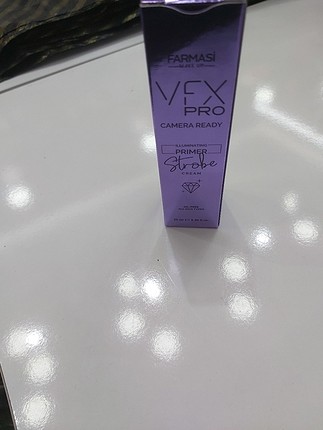 FARMASİ
VFX
PRO
CAMERA READY
ILLUMINATING
PRIMER
Strobe
CREAM